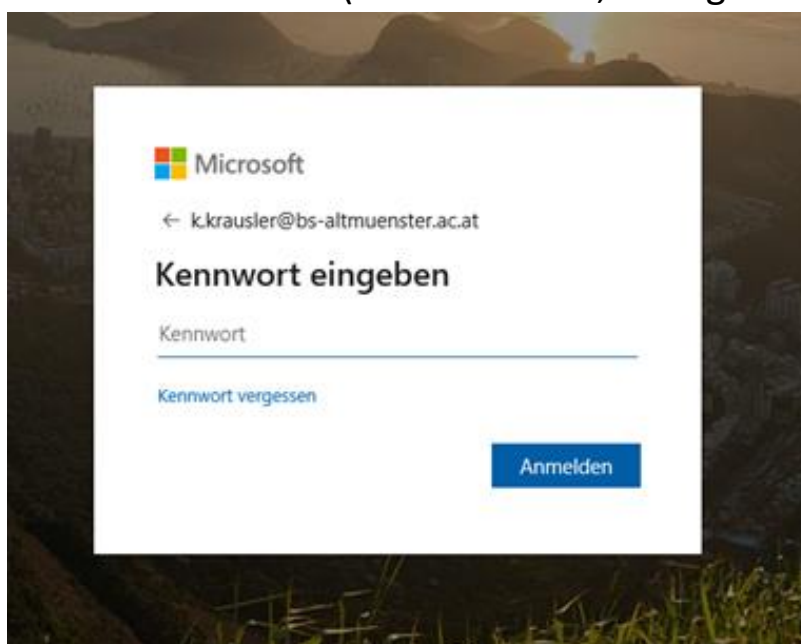 Microsoft
← k.krausler@bs-altmuenster.ac.at
Kennwort eingeben
Kennwort
Kennwort vergessen
Anmelden